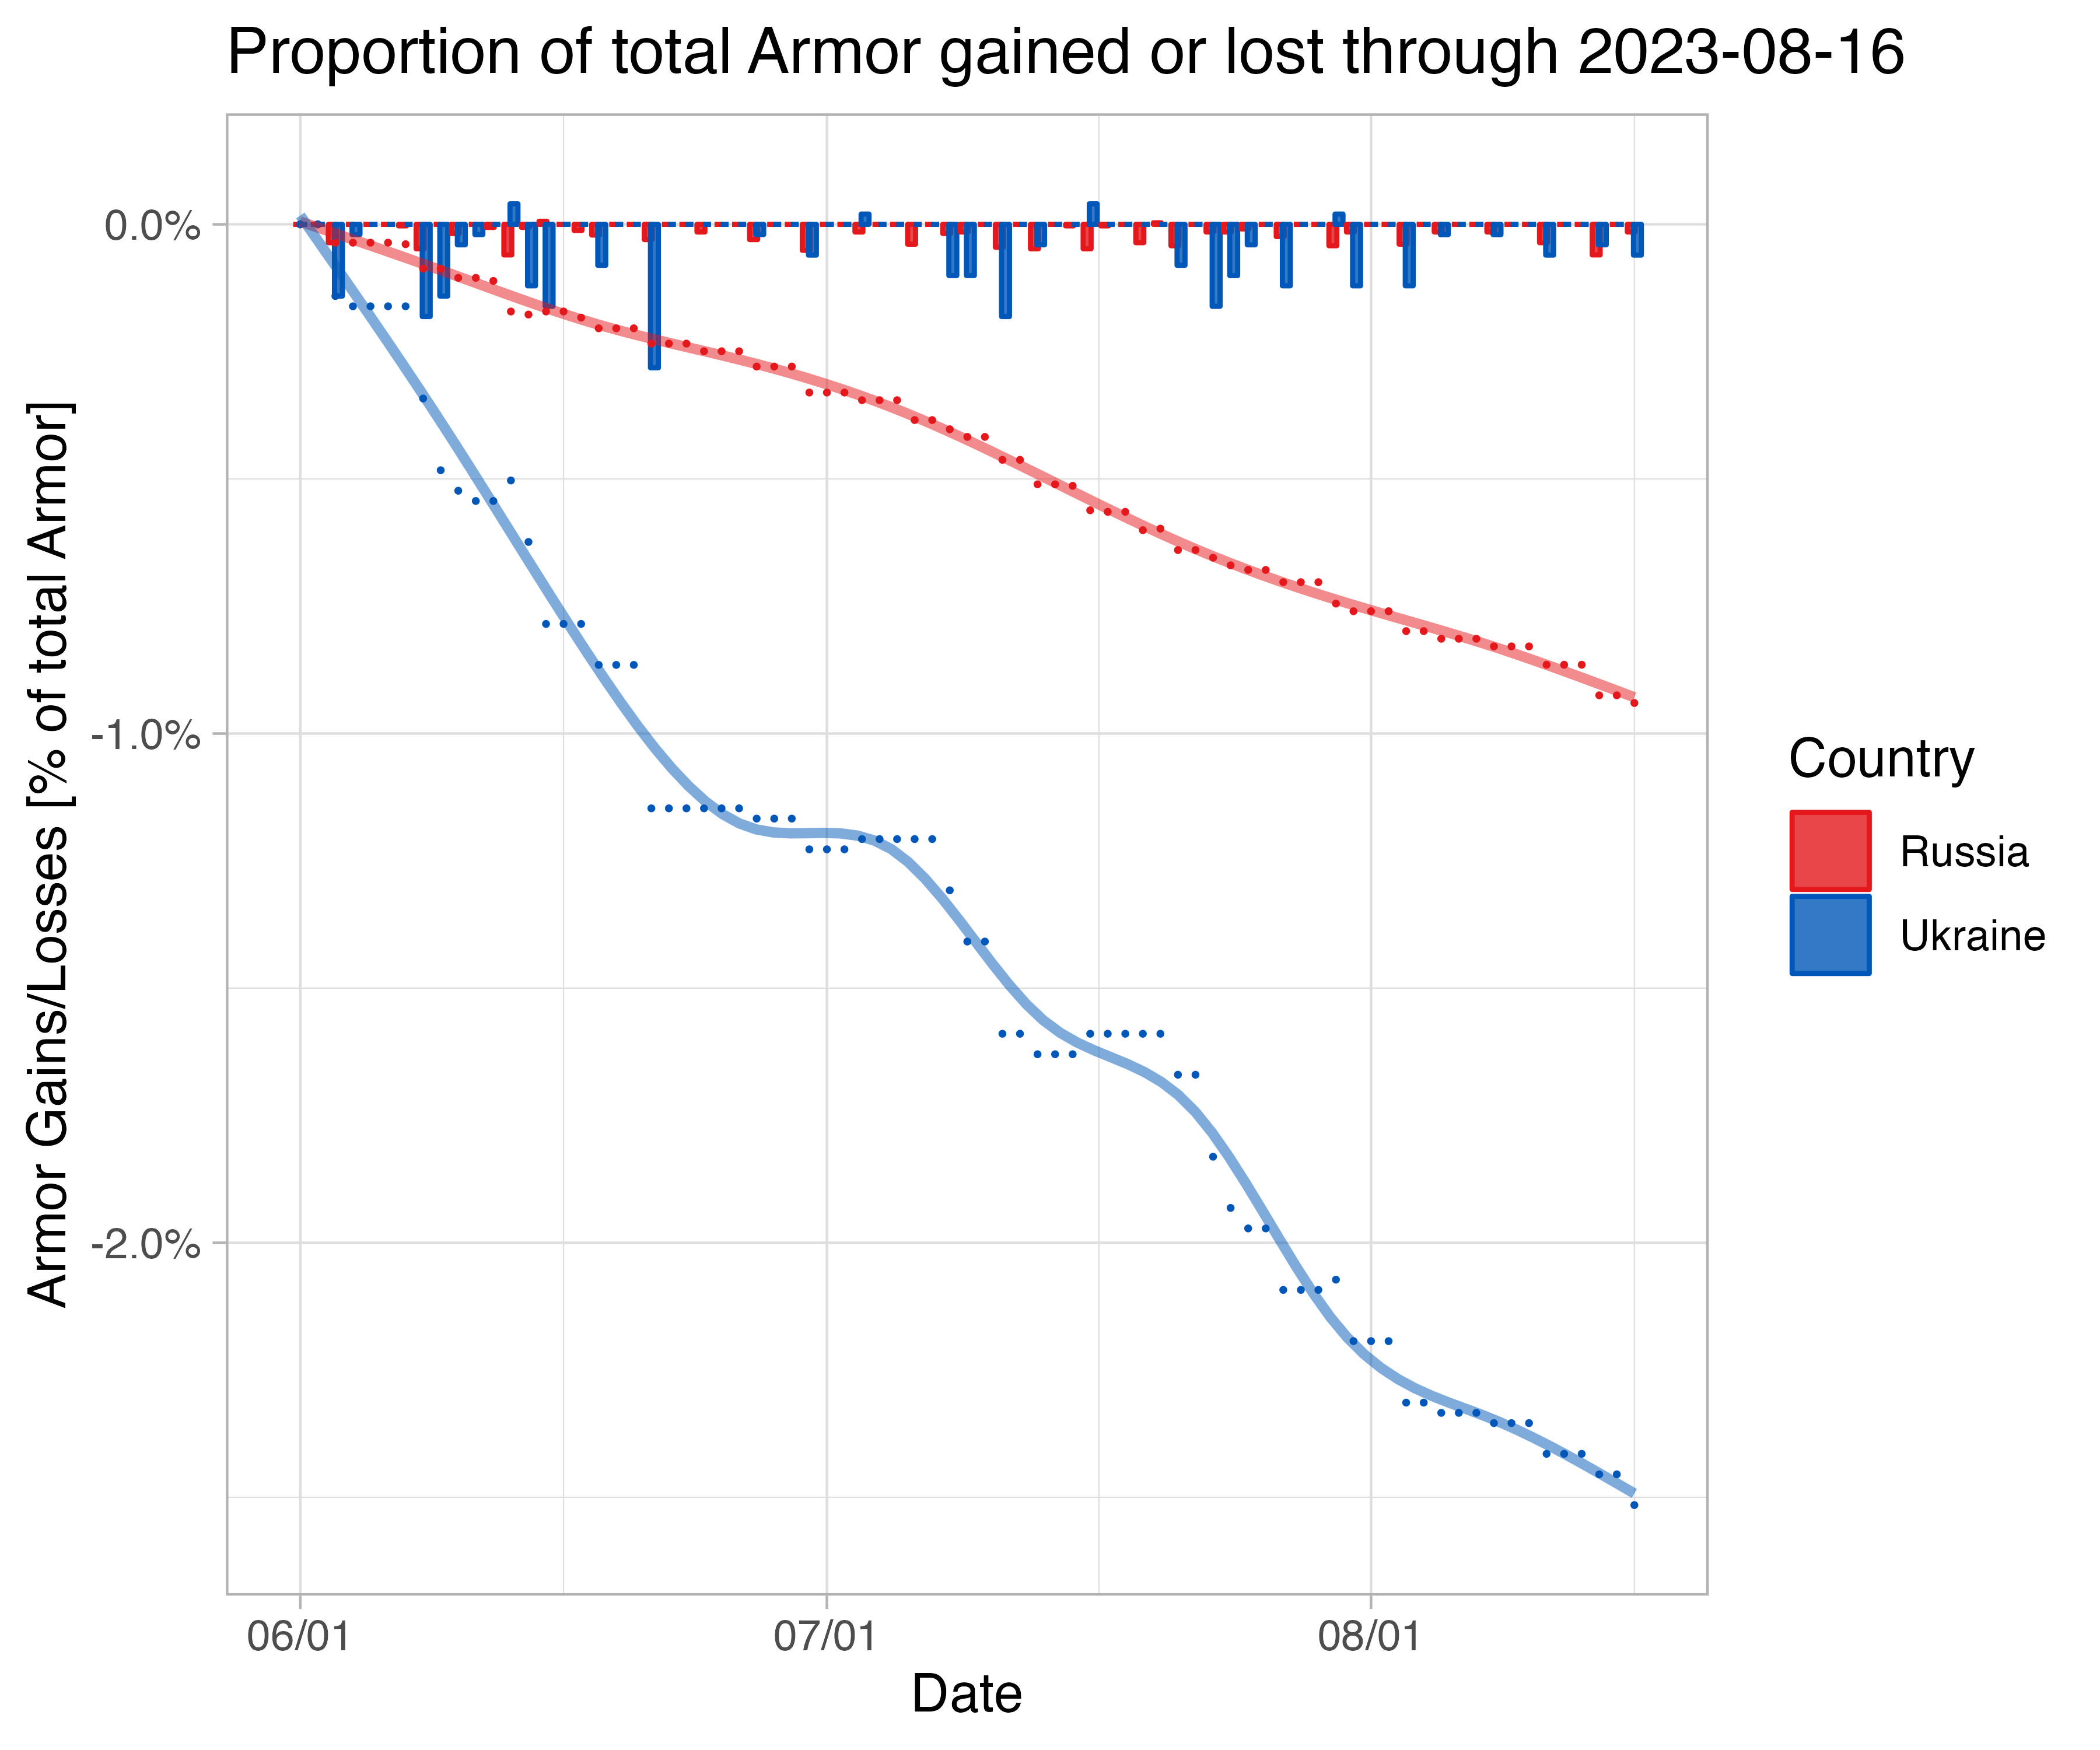 Proportion of total Armor gained or lost through 2023-08-16
Armor Gains/Losses [% of total Armor]
0.0%
-1.0%
-2.0%
06/01
07/01
08/01
Date
Country
Russia
Ukraine